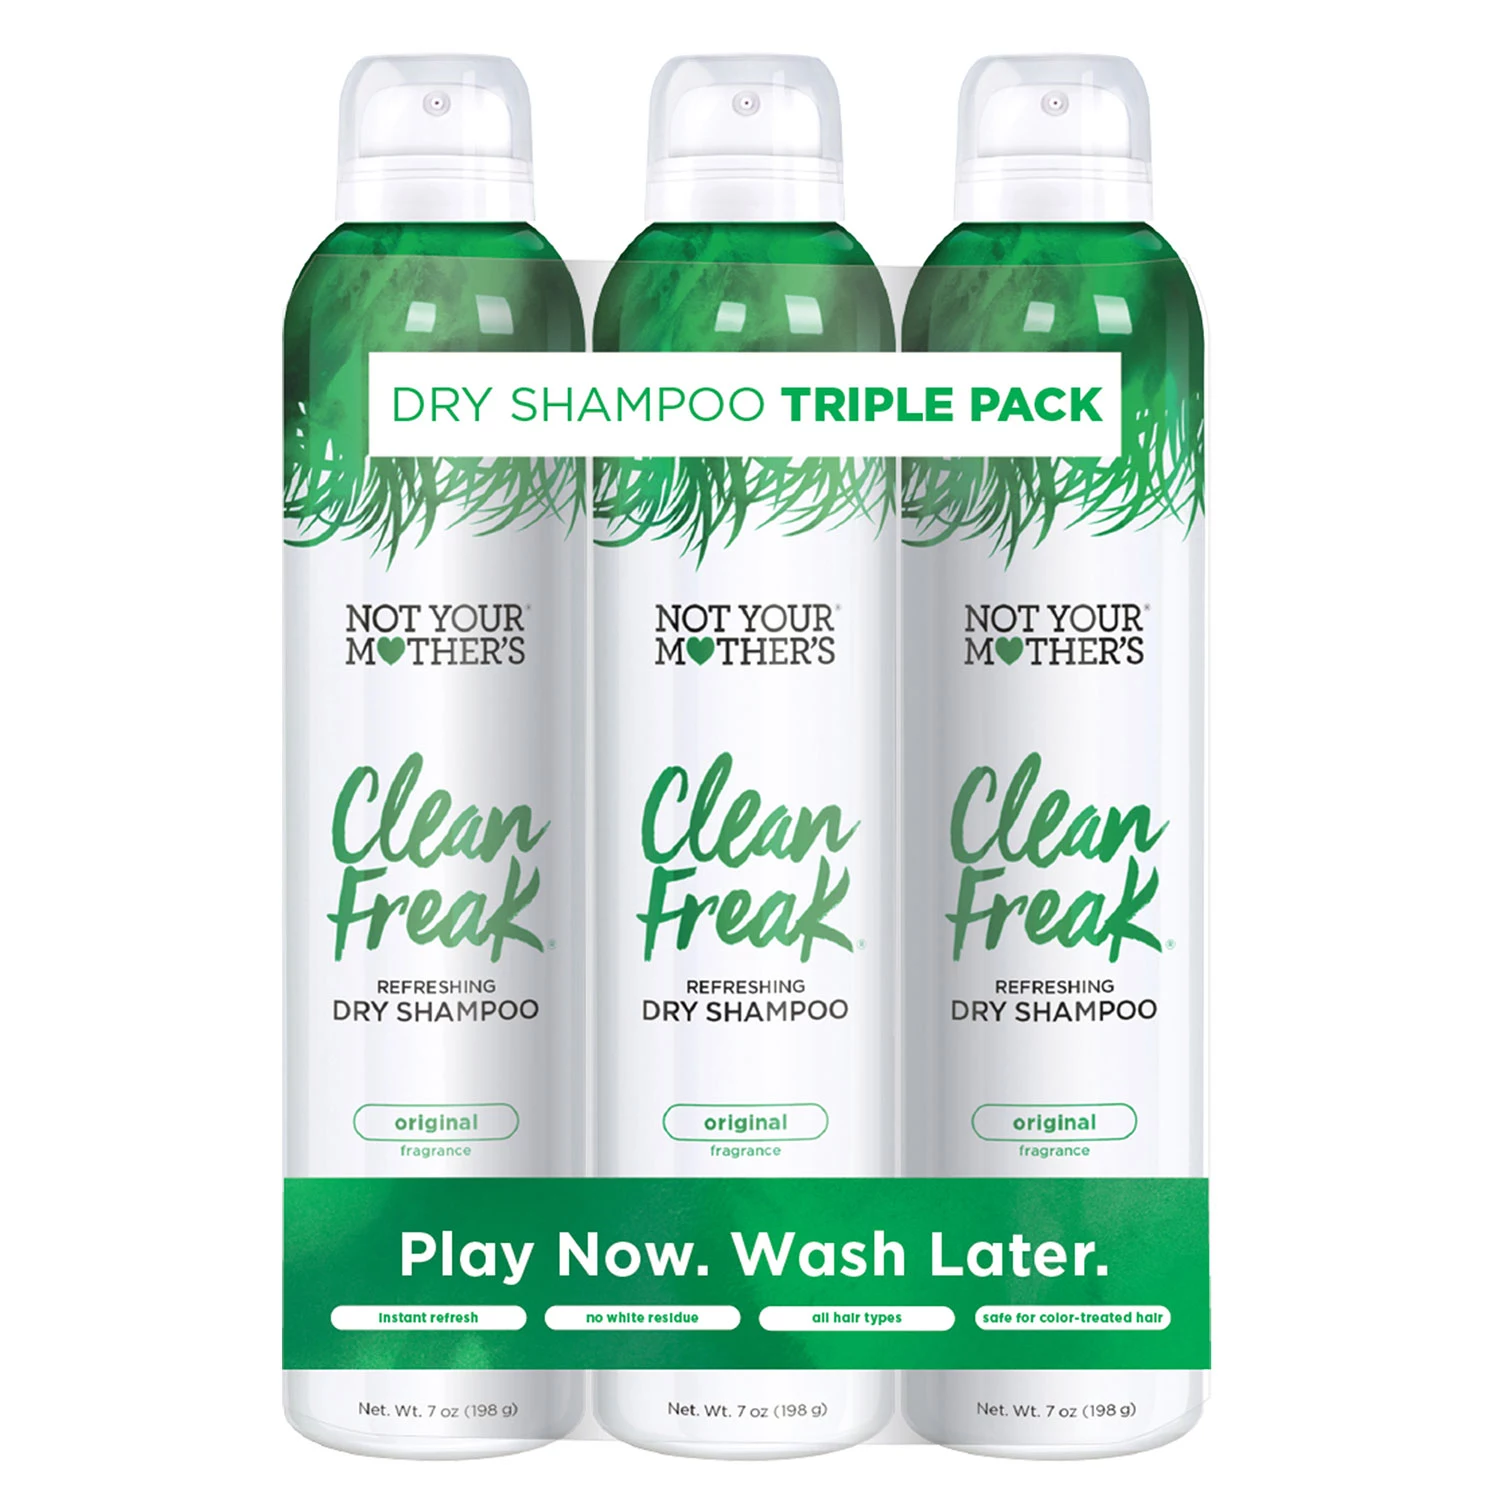 DRY SHAMPOO TRIPLE PACK
NOT YOUR®
MOTHER'S
Clean
Freak®
REFRESHING
DRY SHAMPOO
original
fragrance
NOT YOUR®
MOTHER'S
Clean
Freak®
REFRESHING
DRY SHAMPOO
original
fragrance
NOT YOUR®
MOTHER'S
Clean
Freak®
REFRESHING
DRY SHAMPOO
original
fragrance
Play Now. Wash Later.
instant refresh
no white residue
all hair types
safe for color-treated hair
Net. Wt. 7 oz (198 g)
Net. Wt. 7 oz (198 g)
Net. Wt. 7 oz (198 g)